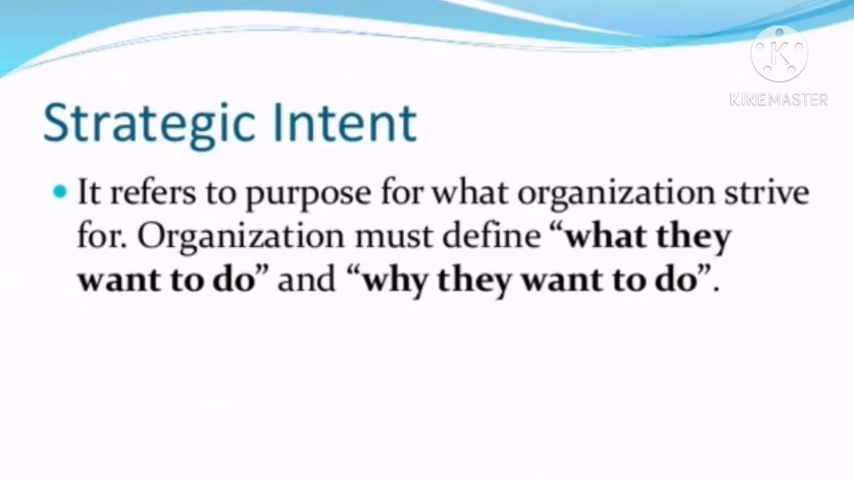 KINEMASTER
Strategic Intent
• It refers to purpose for what organization strive
for. Organization must define “what they
want to do” and “why they want to do”.